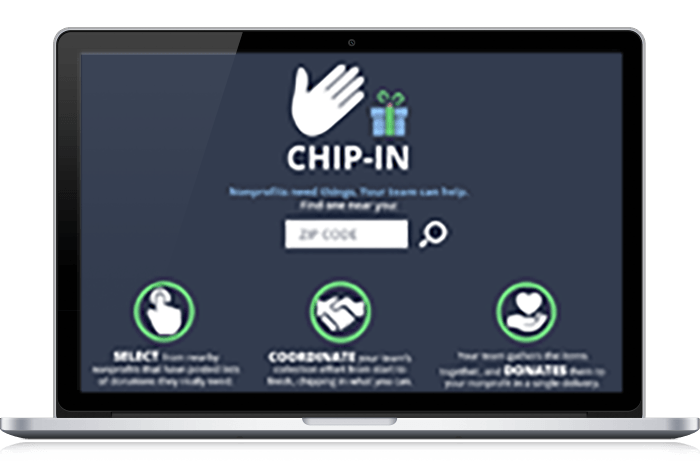 CHIP-IN
Nonprofits need things. Your team can help.
Find one near you:
ZIP CODE
SELECT from nearby
nonprofits that have posted lists
of donations they really need.
COORDINATE your team's
collection effort from start to
finish, chipping in what you can.
Your team gathers the items
together, and DONATES them to
your nonprofit in a single delivery.